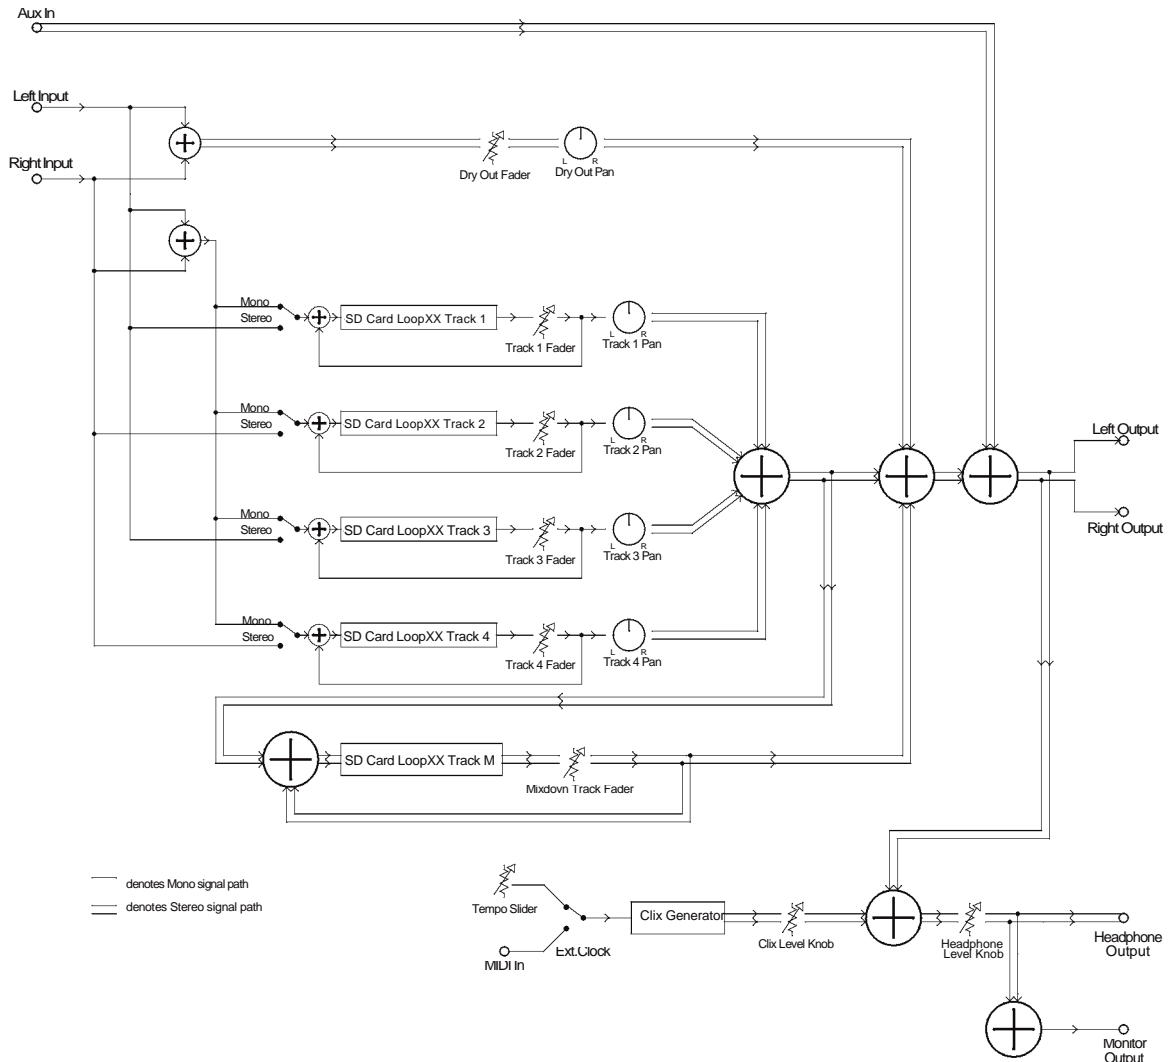 Aux In
Left Input
Right Input
Dry Out Fader
L R
Dry Out Pan
Mono
Stereo
SD Card LoopXX Track 1
Track 1 Fader
L R
Track 1 Pan
Mono
Stereo
SD Card LoopXX Track 2
Track 2 Fader
L R
Track 2 Pan
Left Output
Right Output
Mono
Stereo
SD Card LoopXX Track 3
Track 3 Fader
L R
Track 3 Pan
Mono
Stereo
SD Card LoopXX Track 4
Track 4 Fader
L R
Track 4 Pan
SD Card LoopXX Track M
Mixdown Track Fader
denotes Mono signal path
denotes Stereo signal path
Tempo Slider
MIDI In
Ext.Clock
Clix Generator
Clix Level Knob
Headphone
Level Knob
Headphone
Output
Monitor
Output